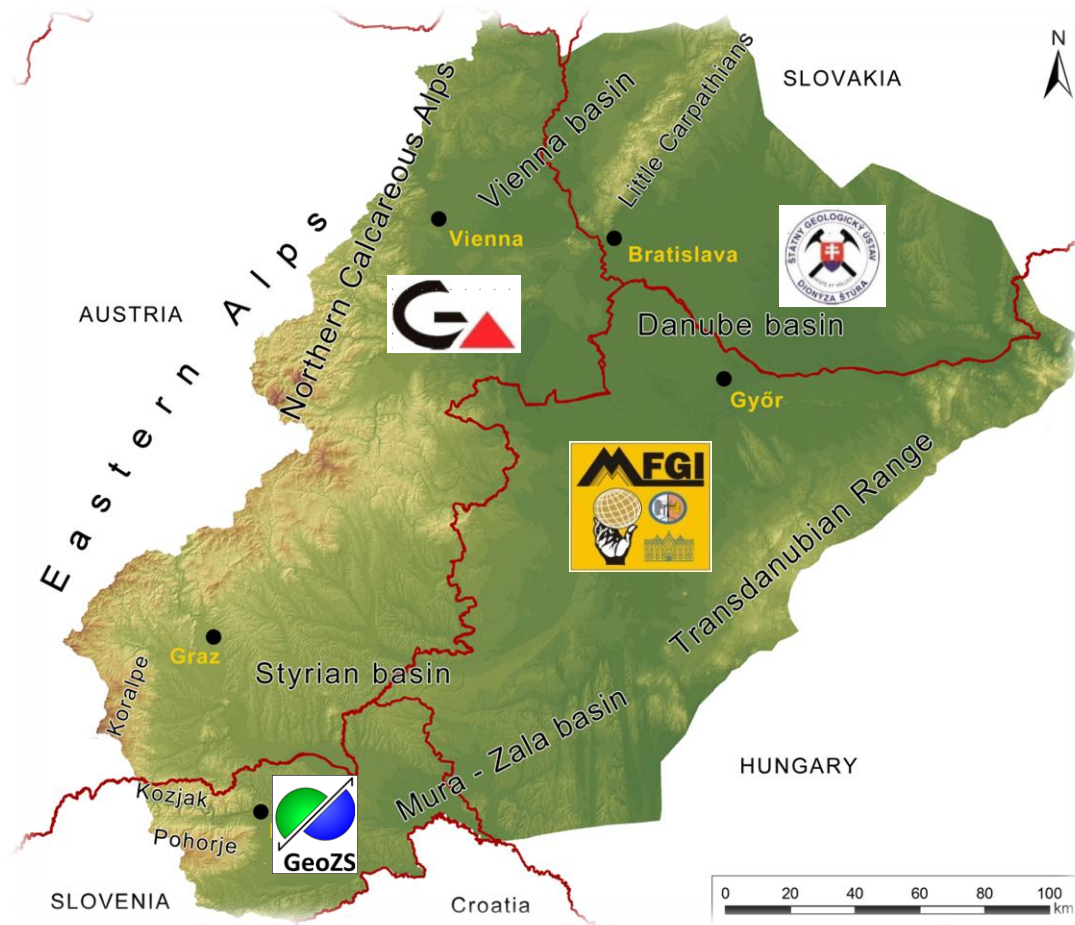 N
SLOVAKIA
Little Carpathians
Vienna basin
Northern Calcareous Alps
Eastern Alps
Vienna
Bratislava
ŠTÁTNY GEOLOGICKÝ ÚSTAV
DIONÝZA ŠTÚRA
AUSTRIA
Danube basin
Győr
MFGI
Transdanubian Range
Graz
Styrian basin
Koralpe
Mura - Zala basin
HUNGARY
Kozjak
Pohorje
GeoZS
SLOVENIA
Croatia
0 20 40 60 80 100
km